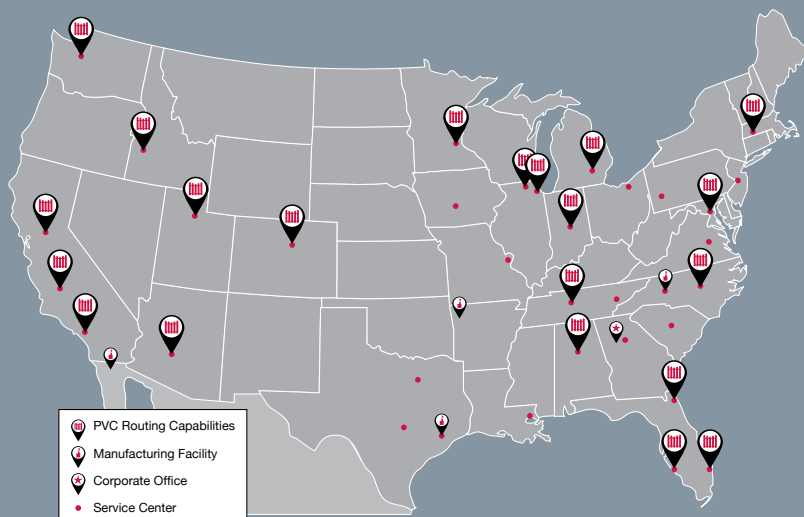 PVC Routing Capabilities
Manufacturing Facility
Corporate Office
Service Center